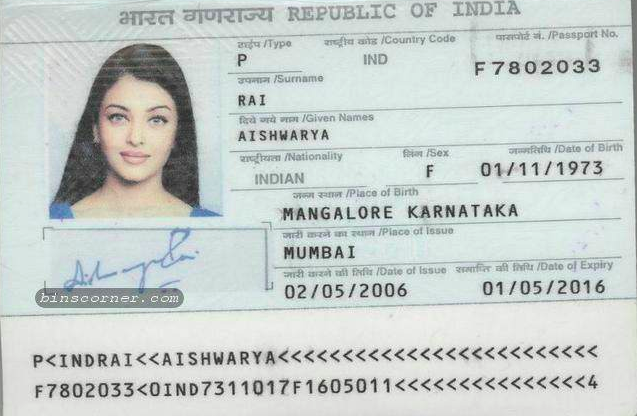 भारत गणराज्य REPUBLIC OF INDIA
टाईप /Type राष्ट्रीय कोड /Country Code पासपोर्ट नं. /Passport No.
P IND F7802033
उपनाम /Surname
RAI
दिये गये नाम /Given Names
AISHWARYA
राष्ट्रीयता /Nationality लिंग /Sex जन्मतिथि /Date of Birth
INDIAN F 01/11/1973
जन्म स्थान /Place of Birth
MANGALORE KARNATAKA
जारी करने का स्थान /Place of Issue
MUMBAI
जारी करने की तिथि /Date of Issue समाप्ति की तिथि /Date of Expiry
02/05/2006 01/05/2016
binscorner.com
P<INDRAI<<AISHWARYA<<<<<<<<<<<<<<<<<<<<<<<<<
F7802033<0IND7311017F1605011<<<<<<<<<<<<<<<4